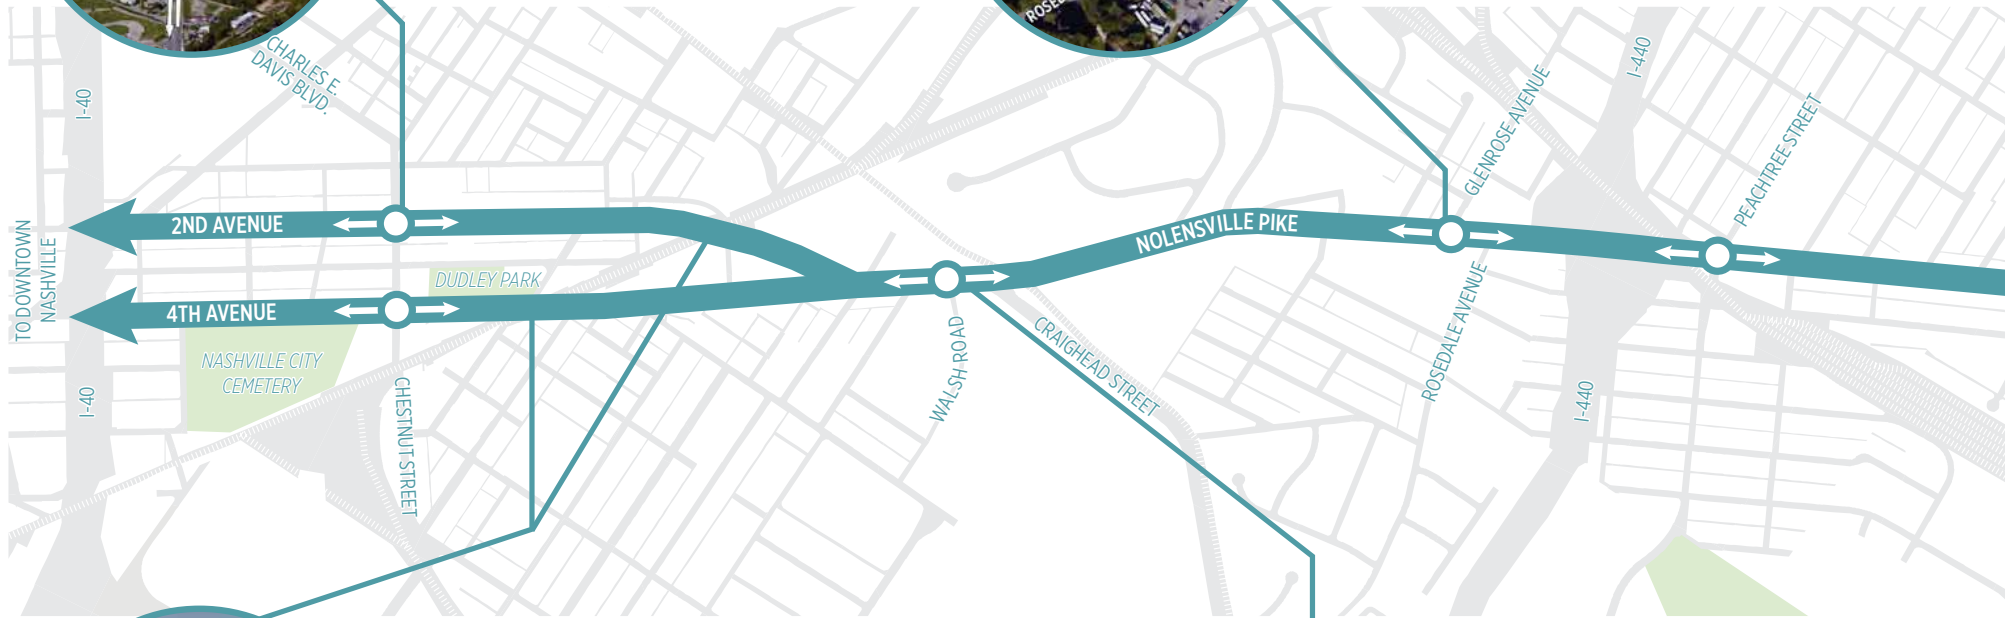 ROSE
CHARLES E.
DAVIS BLVD.
I-40
I-440
GLENROSE AVENUE
PEACHTREE STREET
TO DOWNTOWN
NASHVILLE
2ND AVENUE
NOLENSVILLE PIKE
DUDLEY PARK
4TH AVENUE
NASHVILLE CITY
CEMETERY
I-40
CHESTNUT STREET
WALSH ROAD
CRAIGHEAD STREET
ROSEDALE AVENUE
I-440